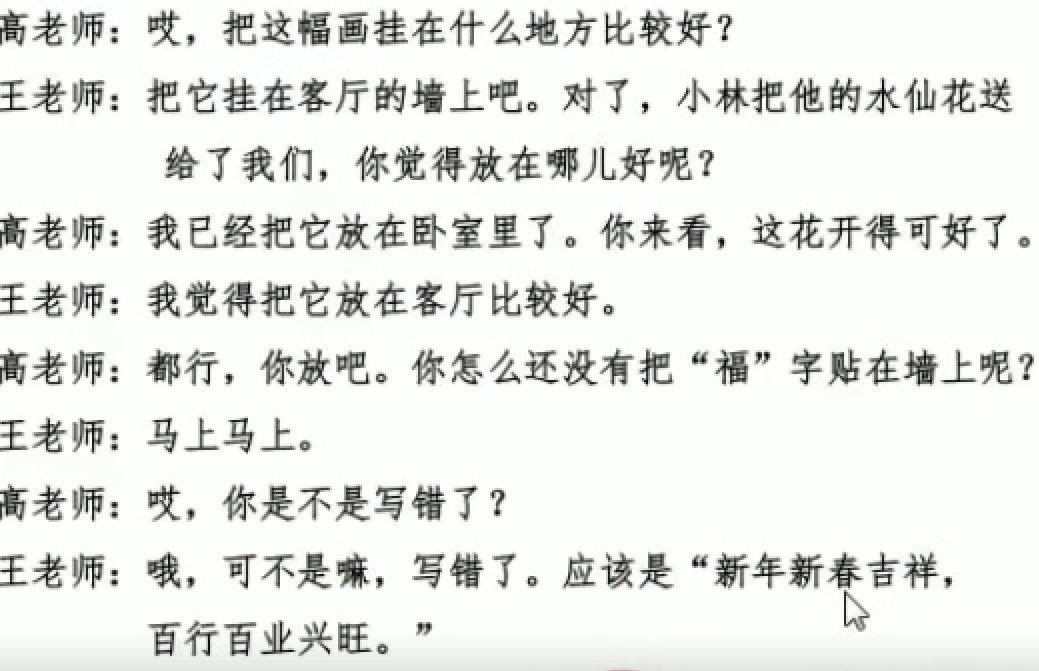 高老师：哎，把这幅画挂在什么地方比较好？
王老师：把它挂在客厅的墙上吧。对了，小林把他的水仙花送
给了我们，你觉得放在哪儿好呢？
高老师：我已经把它放在卧室里了。你来看，这花开得可好了。
王老师：我觉得把它放在客厅比较好。
高老师：都行，你放吧。你怎么还没有把“福”字贴在墙上呢？
王老师：马上马上。
高老师：哎，你是不是写错了？
王老师：哦，可不是嘛，写错了。应该是“新年新春吉祥，
百行百业兴旺。”